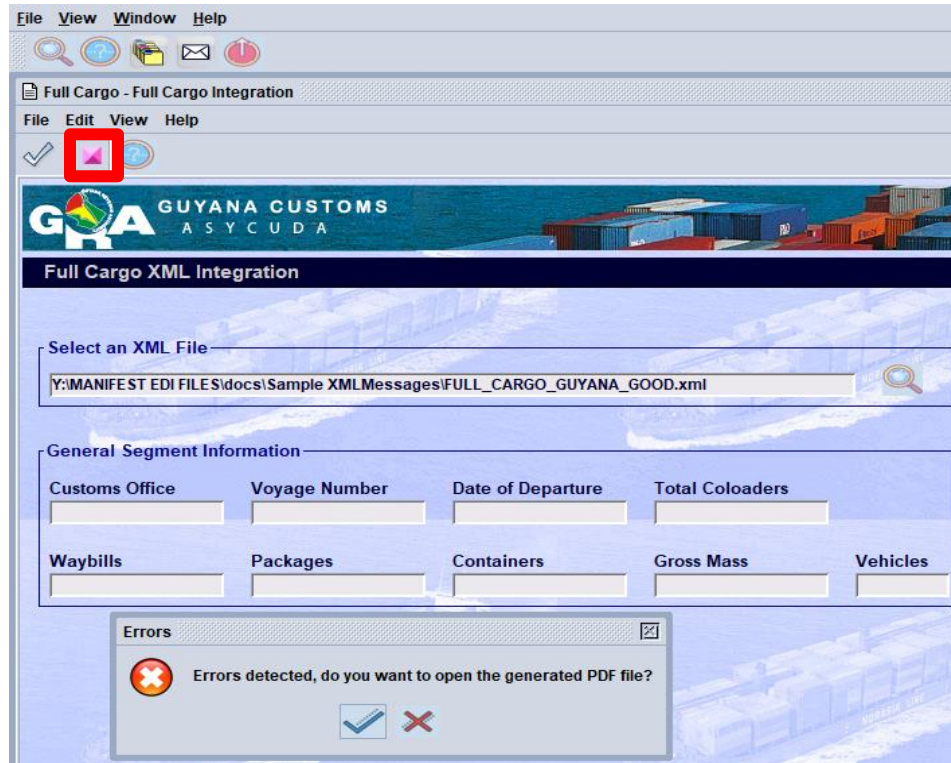 File View Window Help
Full Cargo - Full Cargo Integration
File Edit View Help
GRA GUYANA CUSTOMS
ASYCUDA
Full Cargo XML Integration
Select an XML File
Y:\MANIFEST EDI FILES\docs\Sample XMLMessages\FULL_CARGO_GUYANA_GOOD.xml
General Segment Information
Customs Office Voyage Number Date of Departure Total Coloaders
Waybills Packages Containers Gross Mass Vehicles
Errors
Errors detected, do you want to open the generated PDF file?
NORASIA LINE